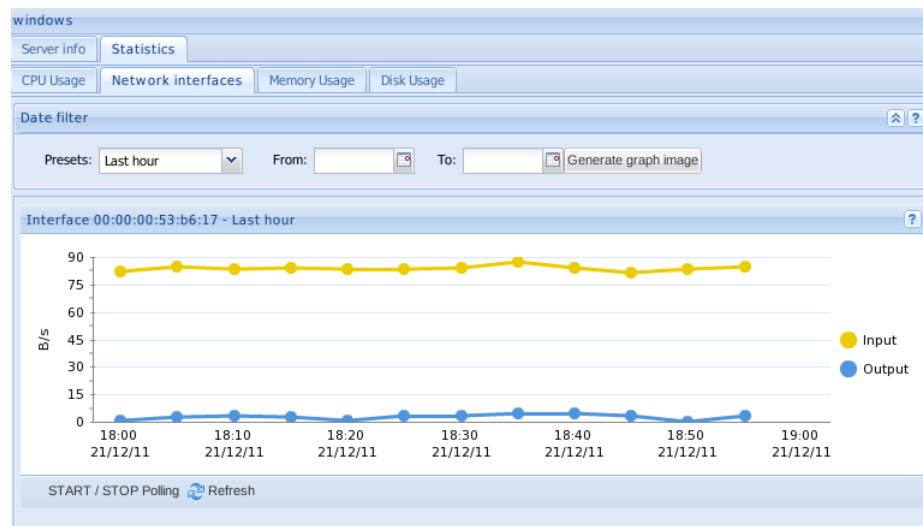 windows
Server info Statistics
CPU Usage Network interfaces Memory Usage Disk Usage
Date filter ?
Presets: Last hour From: To: Generate graph image
Interface 00:00:00:53:b6:17 - Last hour ?
90
75
60
45
30
15
0
B/s
Input
Output
18:00 18:10 18:20 18:30 18:40 18:50 19:00
21/12/11 21/12/11 21/12/11 21/12/11 21/12/11 21/12/11 21/12/11
START / STOP Polling Refresh